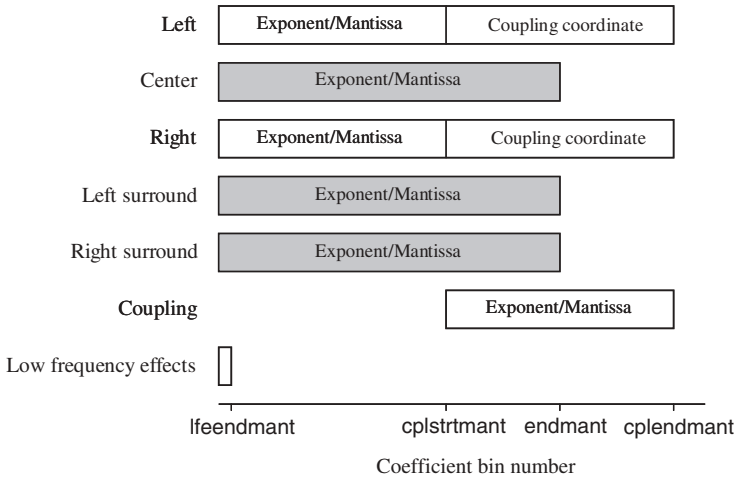 Left Exponent/Mantissa Coupling coordinate
Center Exponent/Mantissa
Right Exponent/Mantissa Coupling coordinate
Left surround Exponent/Mantissa
Right surround Exponent/Mantissa
Coupling Exponent/Mantissa
Low frequency effects
lfeendmant cplstrtmant endmant cplendmant
Coefficient bin number